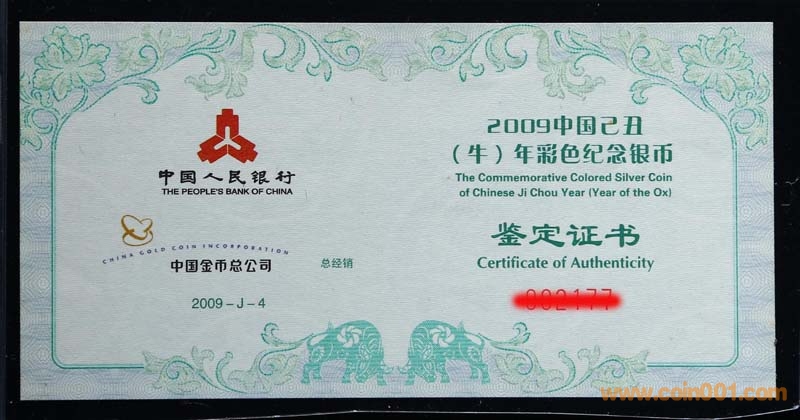 中国人民银行
THE PEOPLE'S BANK OF CHINA
CHINA GOLD COIN INCORPORATION
中国金币总公司
总经销
2009-J-4
2009中国己丑
（牛）年彩色纪念银币
The Commemorative Colored Silver Coin
of Chinese Ji Chou Year (Year of the Ox)
鉴定证书
Certificate of Authenticity
www.coin001.com